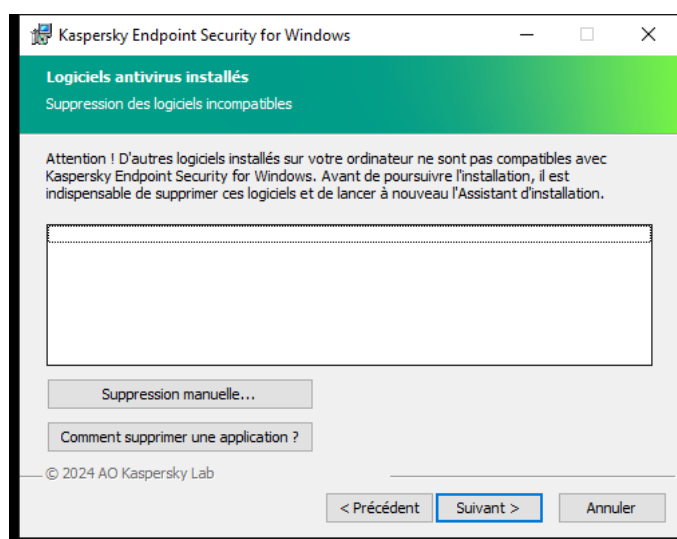 Kaspersky Endpoint Security for Windows
Logiciels antivirus installés
Suppression des logiciels incompatibles
Attention ! D'autres logiciels installés sur votre ordinateur ne sont pas compatibles avec
Kaspersky Endpoint Security for Windows. Avant de poursuivre l'installation, il est
indispensable de supprimer ces logiciels et de lancer à nouveau l'Assistant d'installation.
Suppression manuelle...
Comment supprimer une application ?
© 2024 AO Kaspersky Lab
< Précédent Suivant > Annuler